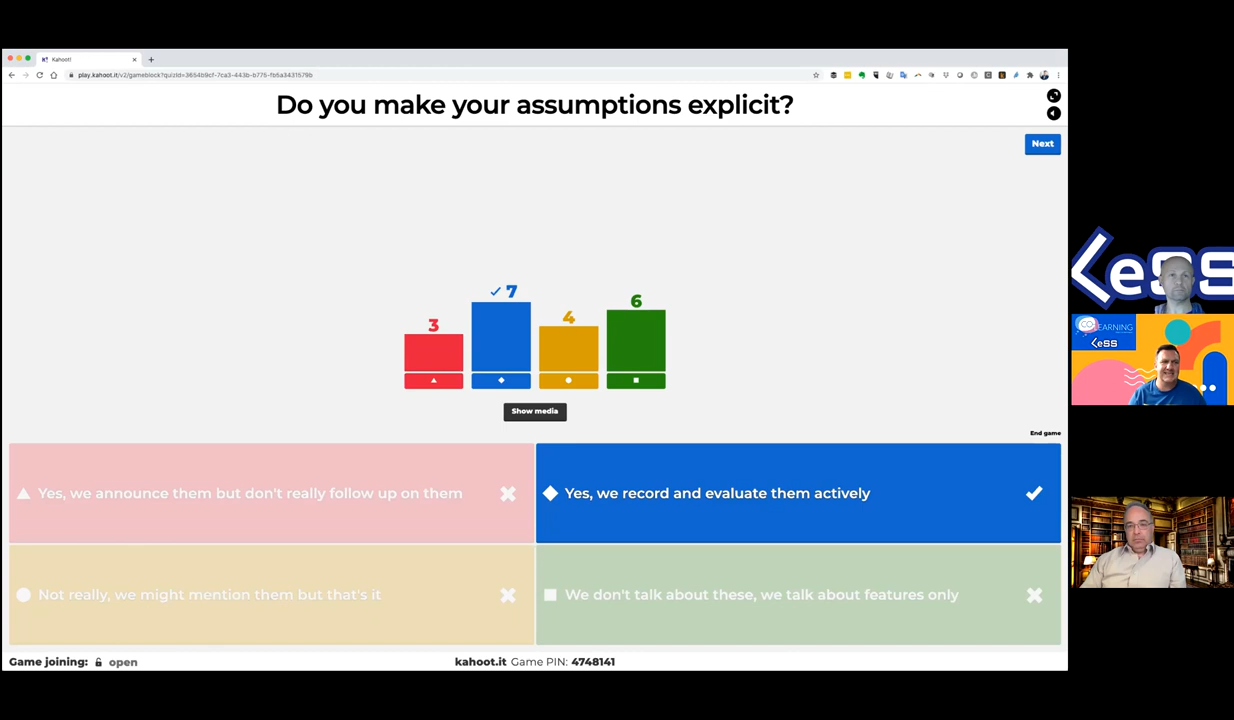 Kahoot!
play.kahoot.it/v2/gameblock?quizId=3654b9cf-7ca3-443b-b775-fb5a3431579b
Do you make your assumptions explicit?
Next
3
7
4
6
Show media
End game
Yes, we announce them but don't really follow up on them
Yes, we record and evaluate them actively
Not really, we might mention them but that's it
We don't talk about these, we talk about features only
Game joining: open
kahoot.it Game PIN: 4748141
Less
CO LEARNING
LeSS